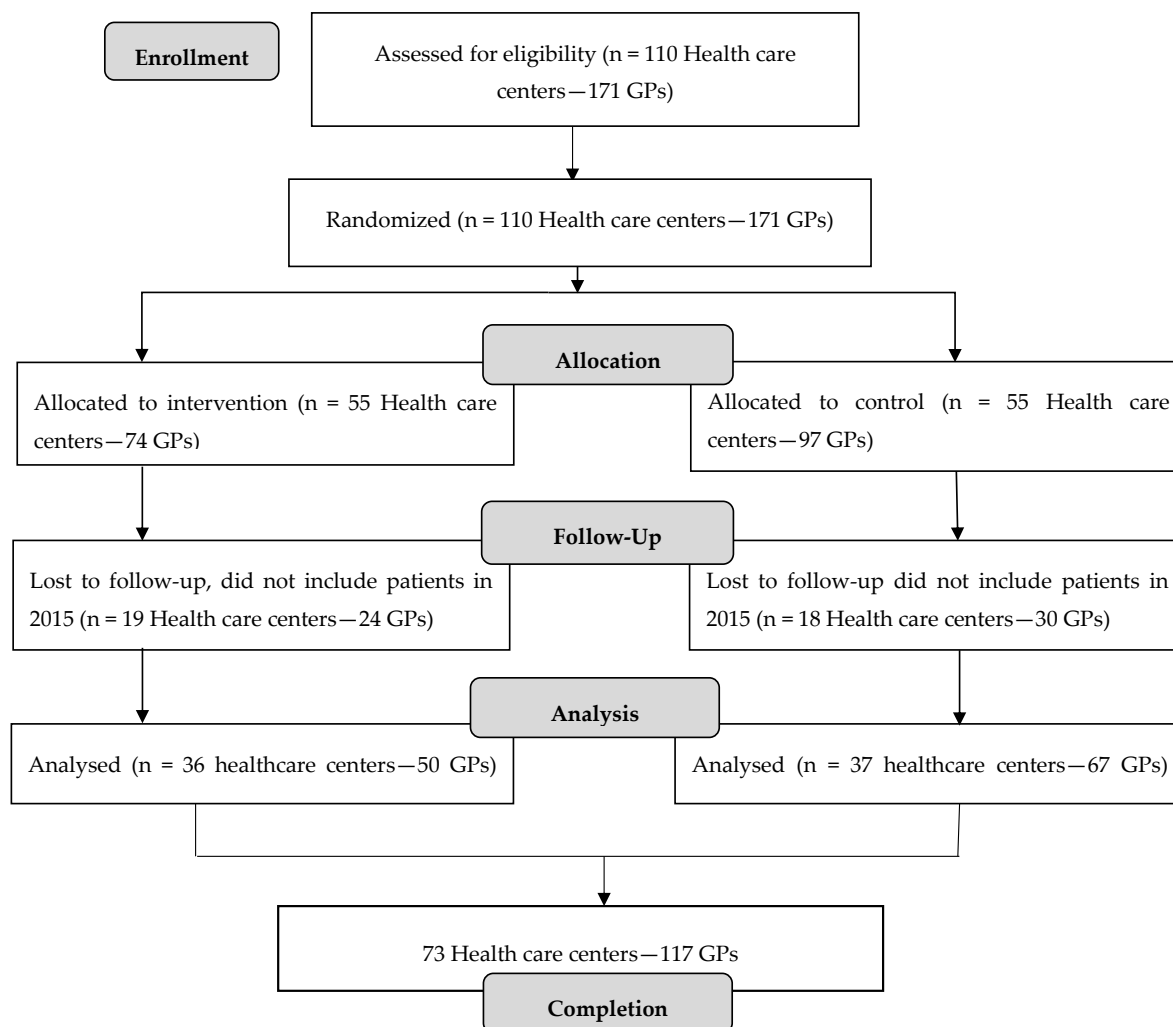 Enrollment
Assessed for eligibility (n = 110 Health care
centers—171 GPs)
Randomized (n = 110 Health care centers—171 GPs)
Allocation
Allocated to intervention (n = 55 Health care
centers—74 GPs)
Allocated to control (n = 55 Health care
centers—97 GPs)
Follow-Up
Lost to follow-up, did not include patients in
2015 (n = 19 Health care centers—24 GPs)
Lost to follow-up did not include patients in
2015 (n = 18 Health care centers—30 GPs)
Analysis
Analysed (n = 36 healthcare centers—50 GPs)
Analysed (n = 37 healthcare centers—67 GPs)
73 Health care centers—117 GPs
Completion